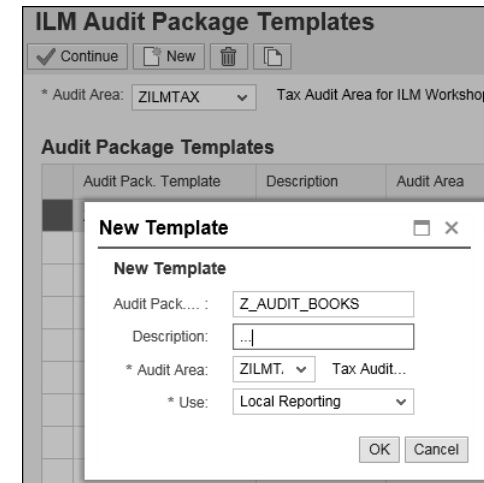 ILM Audit Package Templates
Continue New
* Audit Area: ZILMTAX Tax Audit Area for ILM Workshop
Audit Package Templates
Audit Pack. Template Description Audit Area
New Template
New Template
Audit Pack.... : Z_AUDIT_BOOKS
Description: ...
* Audit Area: ZILMT. Tax Audit...
* Use: Local Reporting
OK Cancel